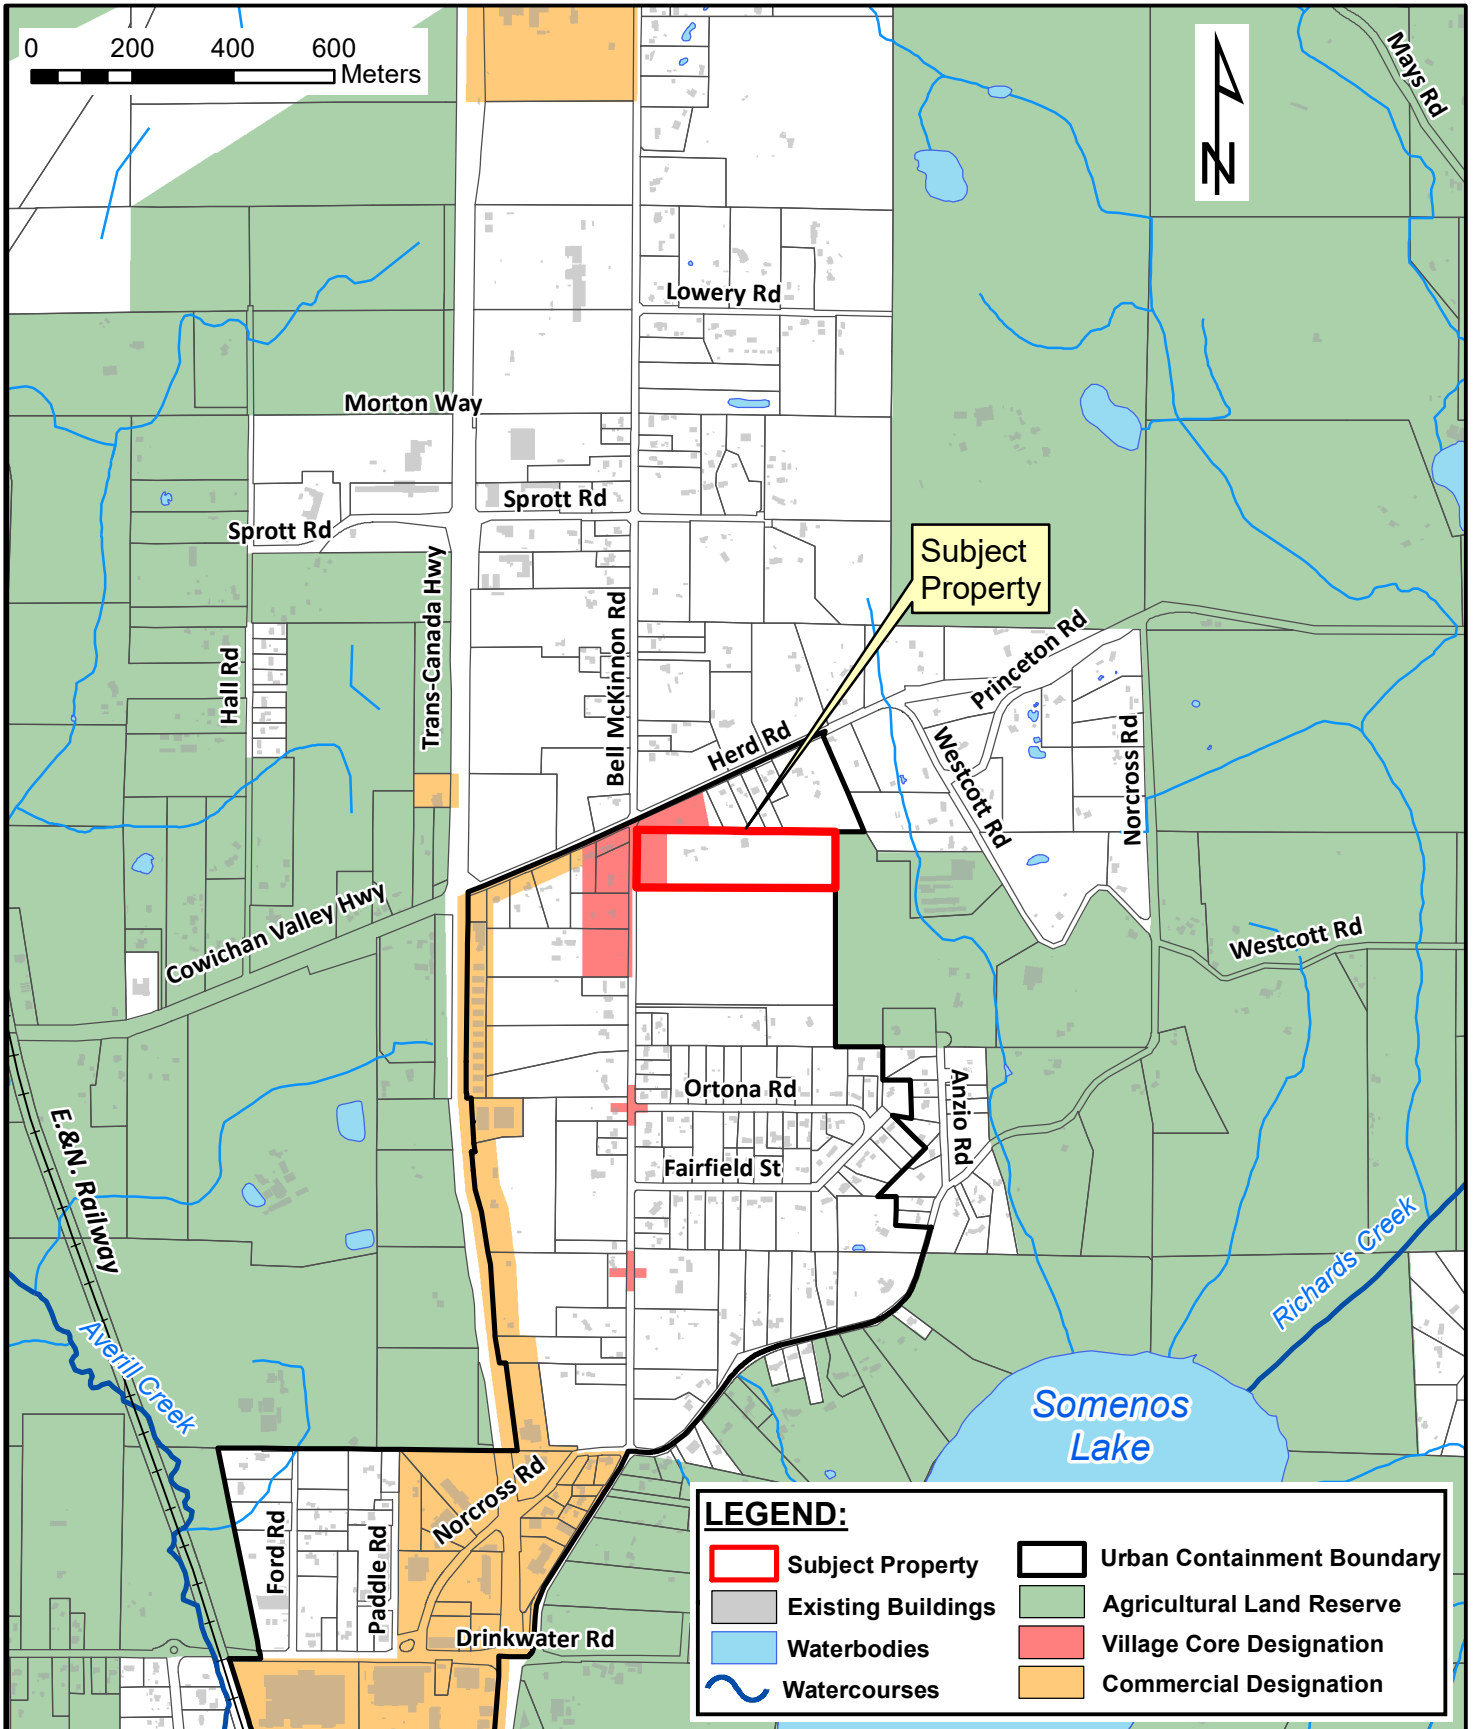 0 200 400 600
Meters
Mays Rd
N
Lowery Rd
Morton Way
Sprott Rd
Sprott Rd
Subject
Property
Trans-Canada Hwy
Bell McKinnon Rd
Hall Rd
Princeton Rd
Herd Rd
Westcott Rd
Norcross Rd
Cowichan Valley Hwy
Westcott Rd
Ortona Rd
Anzio Rd
E.&N. Railway
Fairfield St
Richards Creek
Averill Creek
Somenos
Lake
Norcross Rd
Ford Rd
Paddle Rd
Drinkwater Rd
LEGEND:
Subject Property
Existing Buildings
Waterbodies
Watercourses
Urban Containment Boundary
Agricultural Land Reserve
Village Core Designation
Commercial Designation